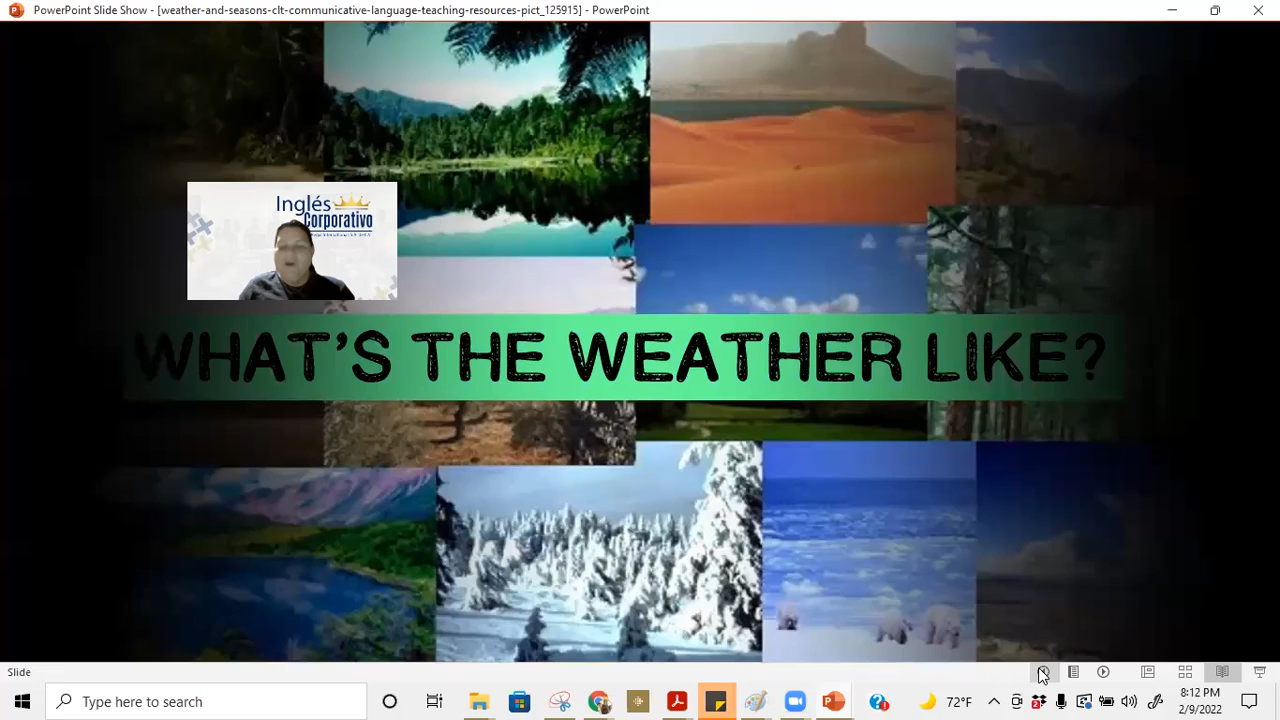 PowerPoint Slide Show - [weather-and-seasons-clt-communicative-language-teaching-resources-pict_125915] - PowerPoint
Inglés
Corporativo
WHAT'S THE WEATHER LIKE?
Slide
Type here to search
72°F
8:12 PM
2/9/2022